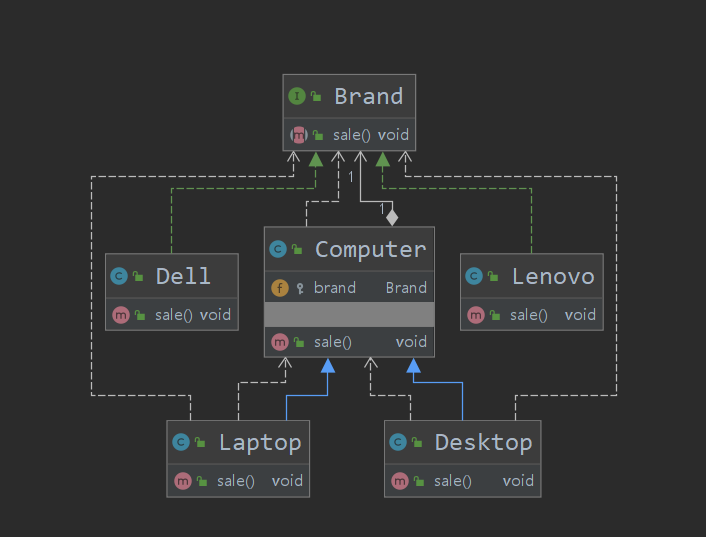 I Brand
m sale() void
1
1
C Computer
f brand Brand
m sale() void
C Dell
m sale() void
C Lenovo
m sale() void
C Laptop
m sale() void
C Desktop
m sale() void